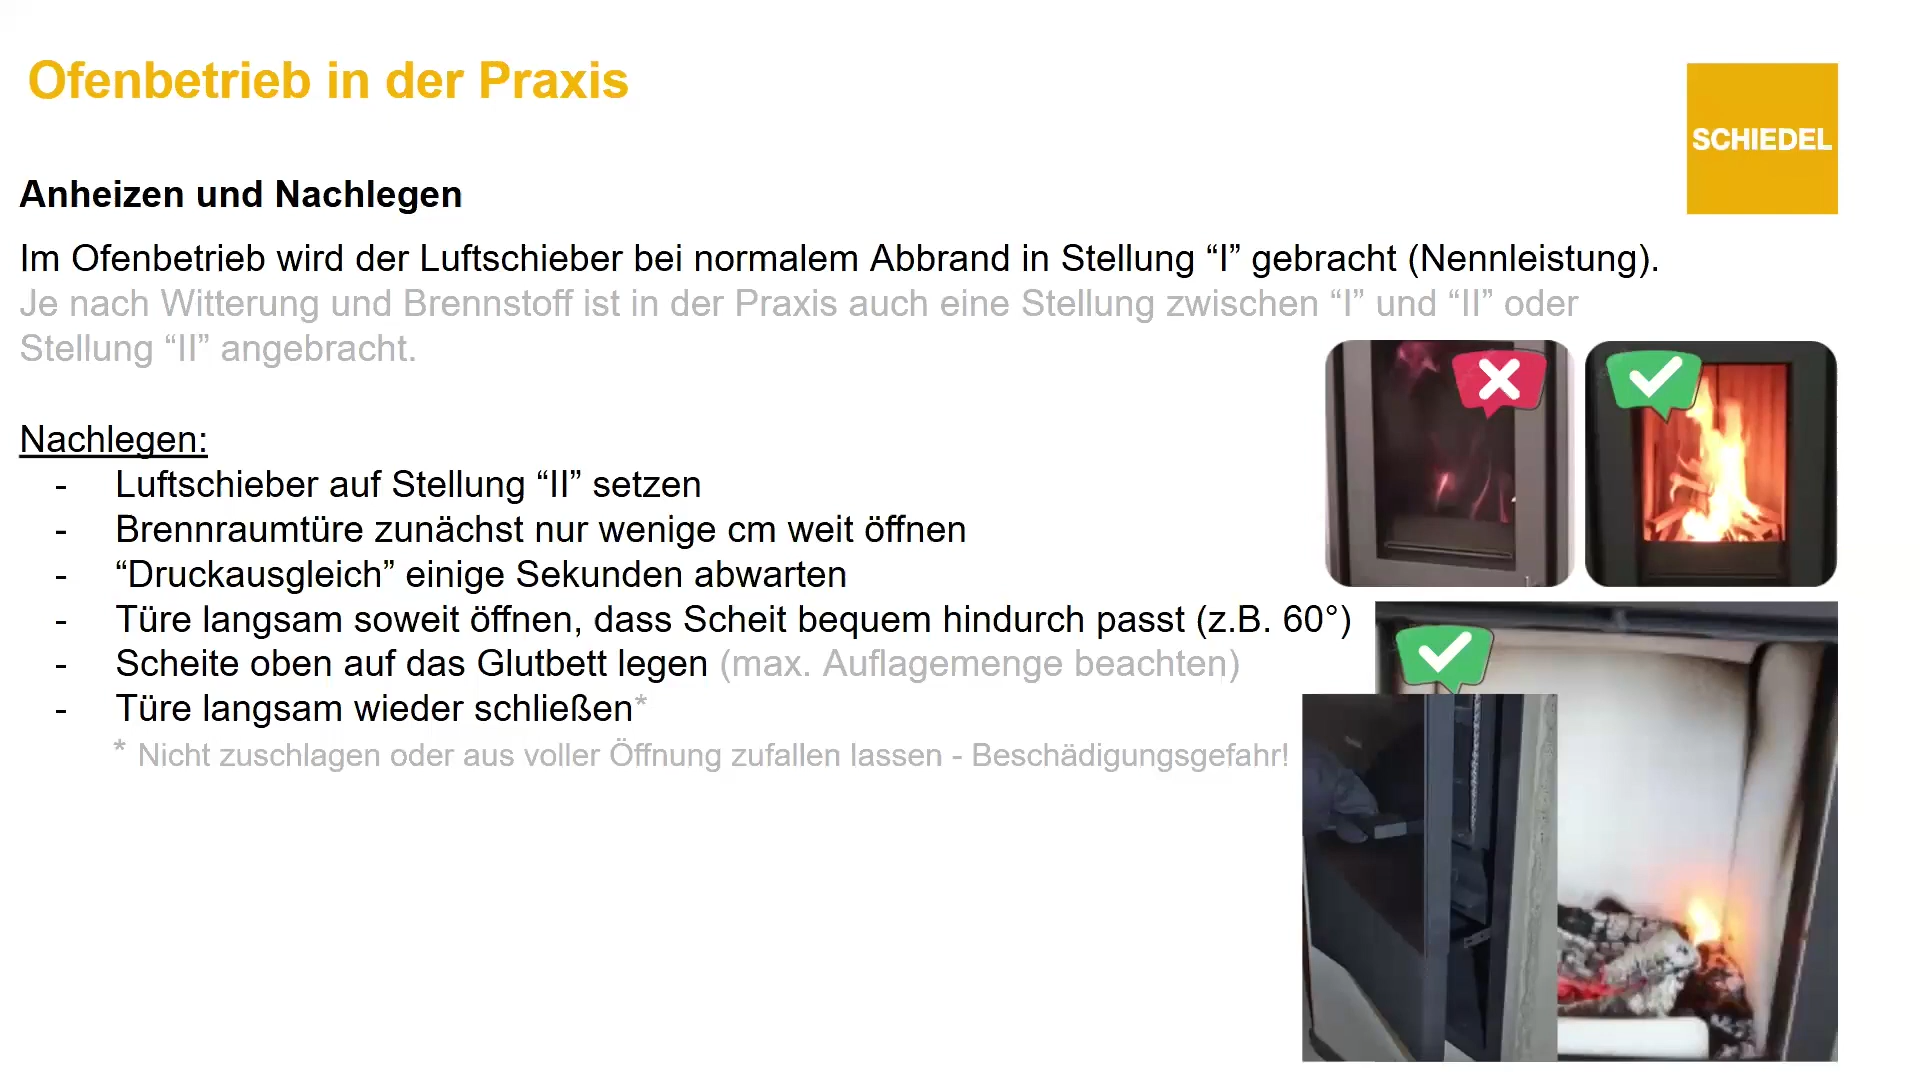 Ofenbetrieb in der Praxis
SCHIEDEL
Anheizen und Nachlegen
Im Ofenbetrieb wird der Luftschieber bei normalem Abbrand in Stellung “I” gebracht (Nennleistung).
Je nach Witterung und Brennstoff ist in der Praxis auch eine Stellung zwischen “I” und “II” oder
Stellung “II” angebracht.
Nachlegen:
- Luftschieber auf Stellung “II” setzen
- Brennraumtüre zunächst nur wenige cm weit öffnen
- “Druckausgleich” einige Sekunden abwarten
- Türe langsam soweit öffnen, dass Scheit bequem hindurch passt (z.B. 60°)
- Scheite oben auf das Glutbett legen (max. Auflagemenge beachten)
- Türe langsam wieder schließen*
* Nicht zuschlagen oder aus voller Öffnung zufallen lassen - Beschädigungsgefahr!